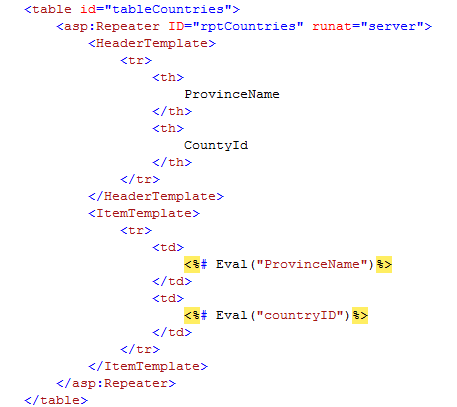 <table id="tableCountries">
    <asp:Repeater ID="rptCountries" runat="server">
        <HeaderTemplate>
            <tr>
                <th>
                    ProvinceName
                </th>
                <th>
                    CountyId
                </th>
            </tr>
        </HeaderTemplate>
        <ItemTemplate>
            <tr>
                <td>
                    <%# Eval("ProvinceName")%>
                </td>
                <td>
                    <%# Eval("countryID")%>
                </td>
            </tr>
        </ItemTemplate>
    </asp:Repeater>
</table>